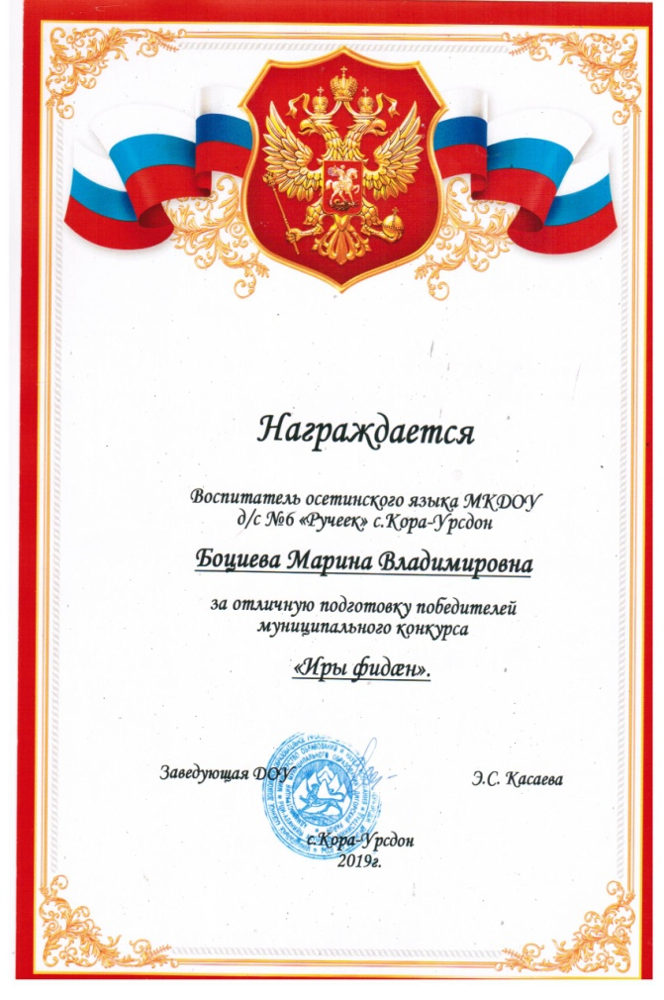 Награждается
Воспитатель осетинского языка МКДОУ
д/с №6 «Ручеек» с.Кора-Урсдон
Боциева Марина Владимировна
за отличную подготовку победителей
муниципального конкурса
«Иры фидæн».
Заведующая ДОУ
Э.С. Касаева
с.Кора-Урсдон
2019г.